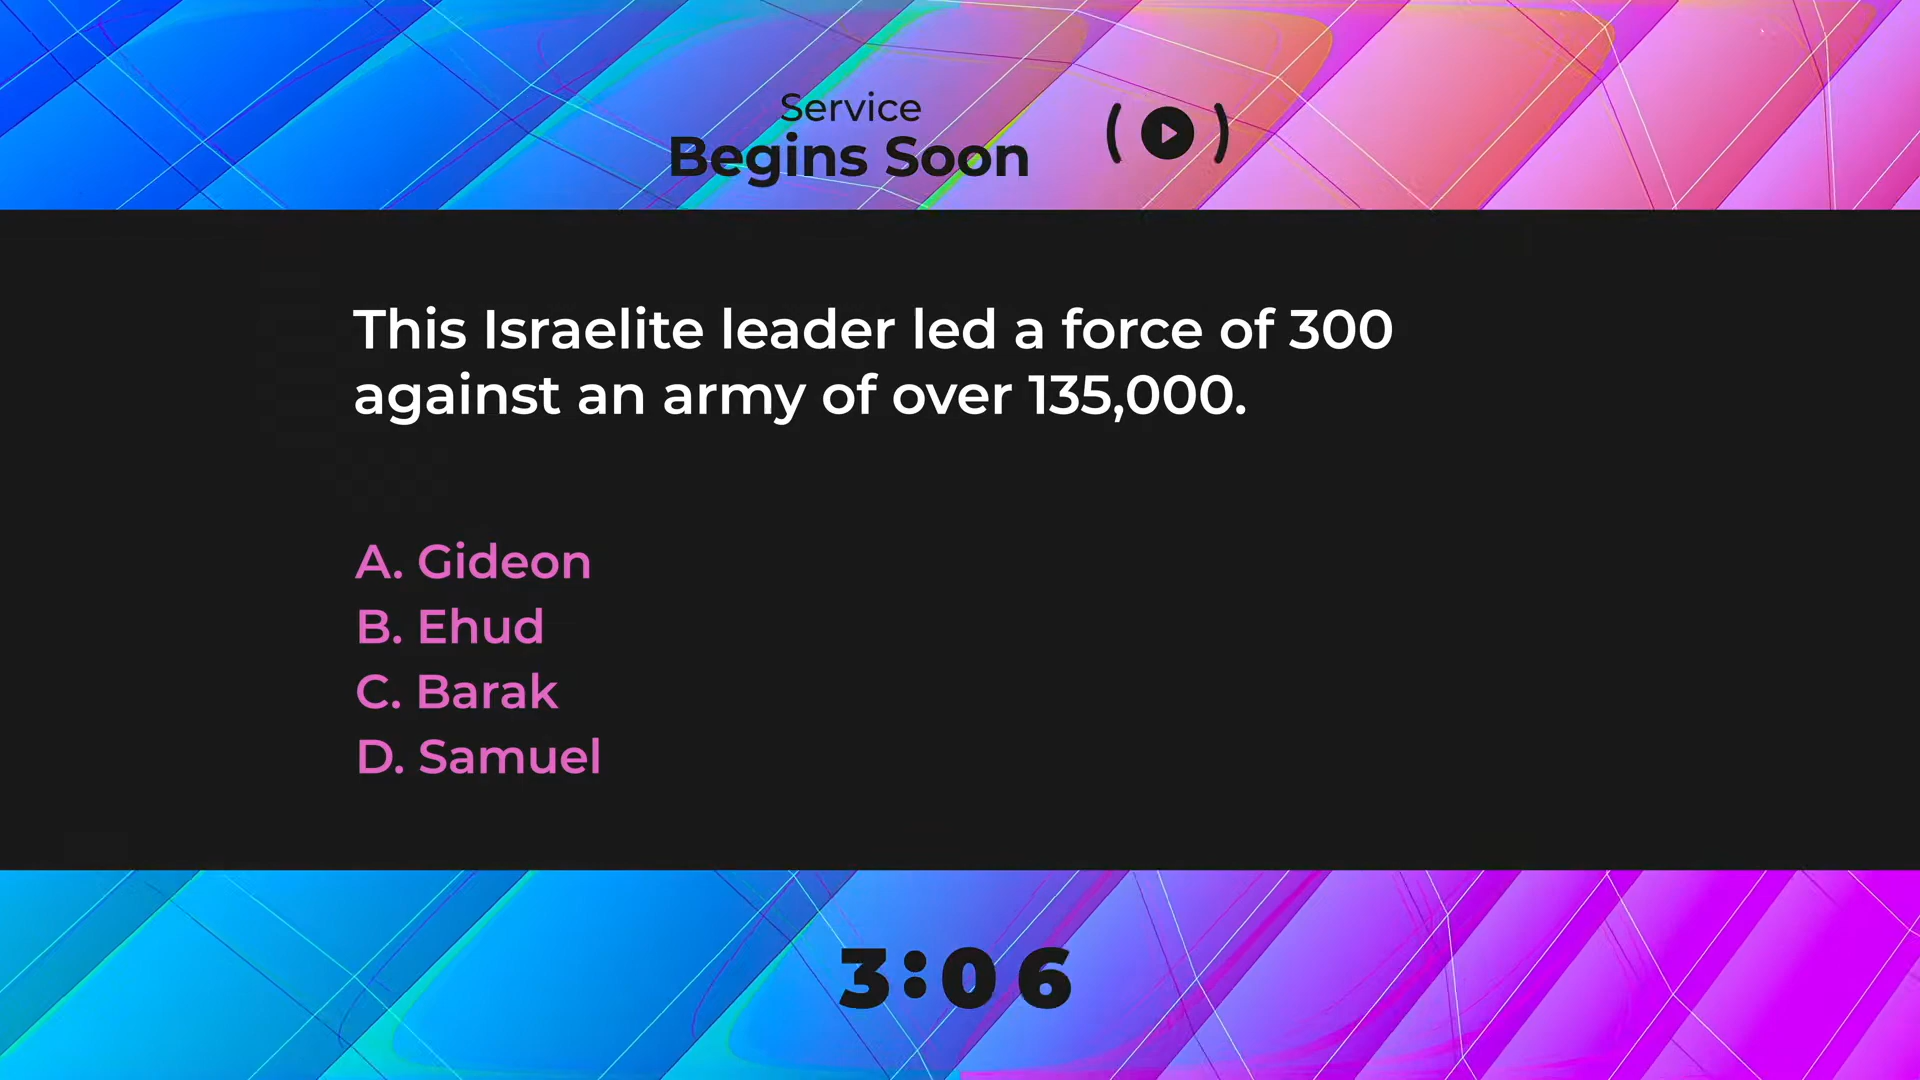 Service
Begins Soon
This Israelite leader led a force of 300
against an army of over 135,000.
A. Gideon
B. Ehud
C. Barak
D. Samuel
3:06